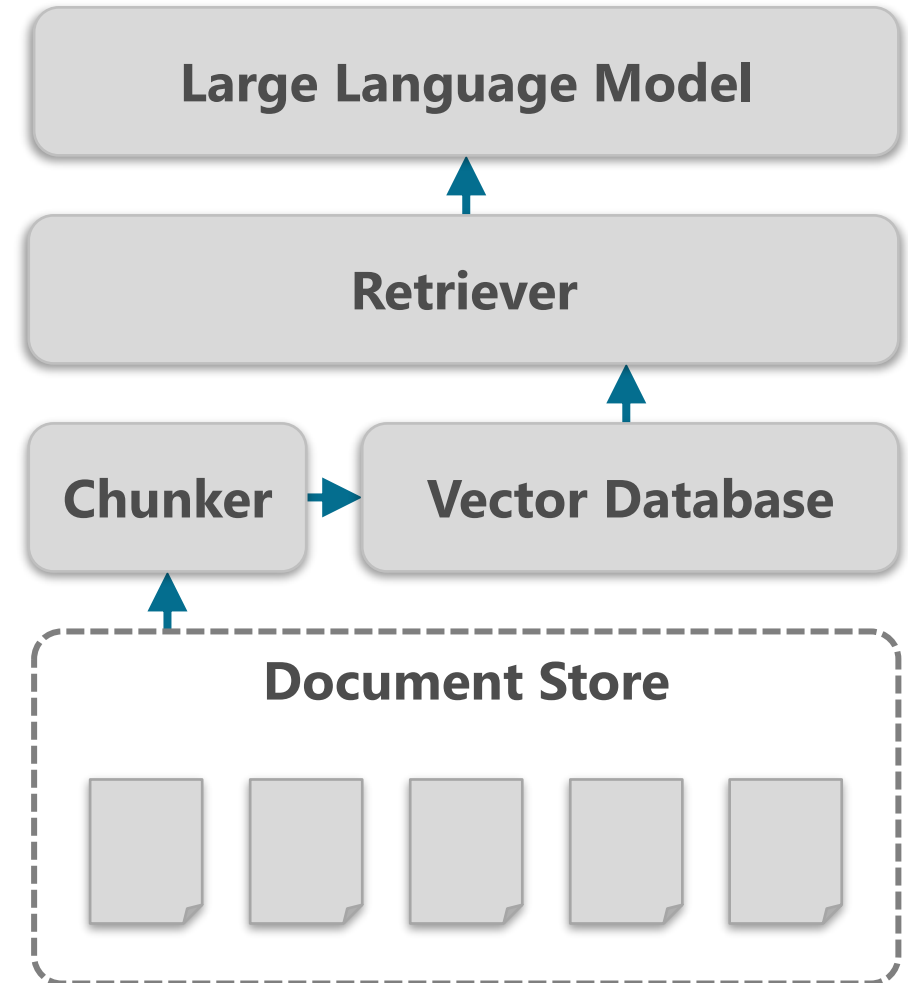 Large Language Model
Retriever
Chunker
Vector Database
Document Store